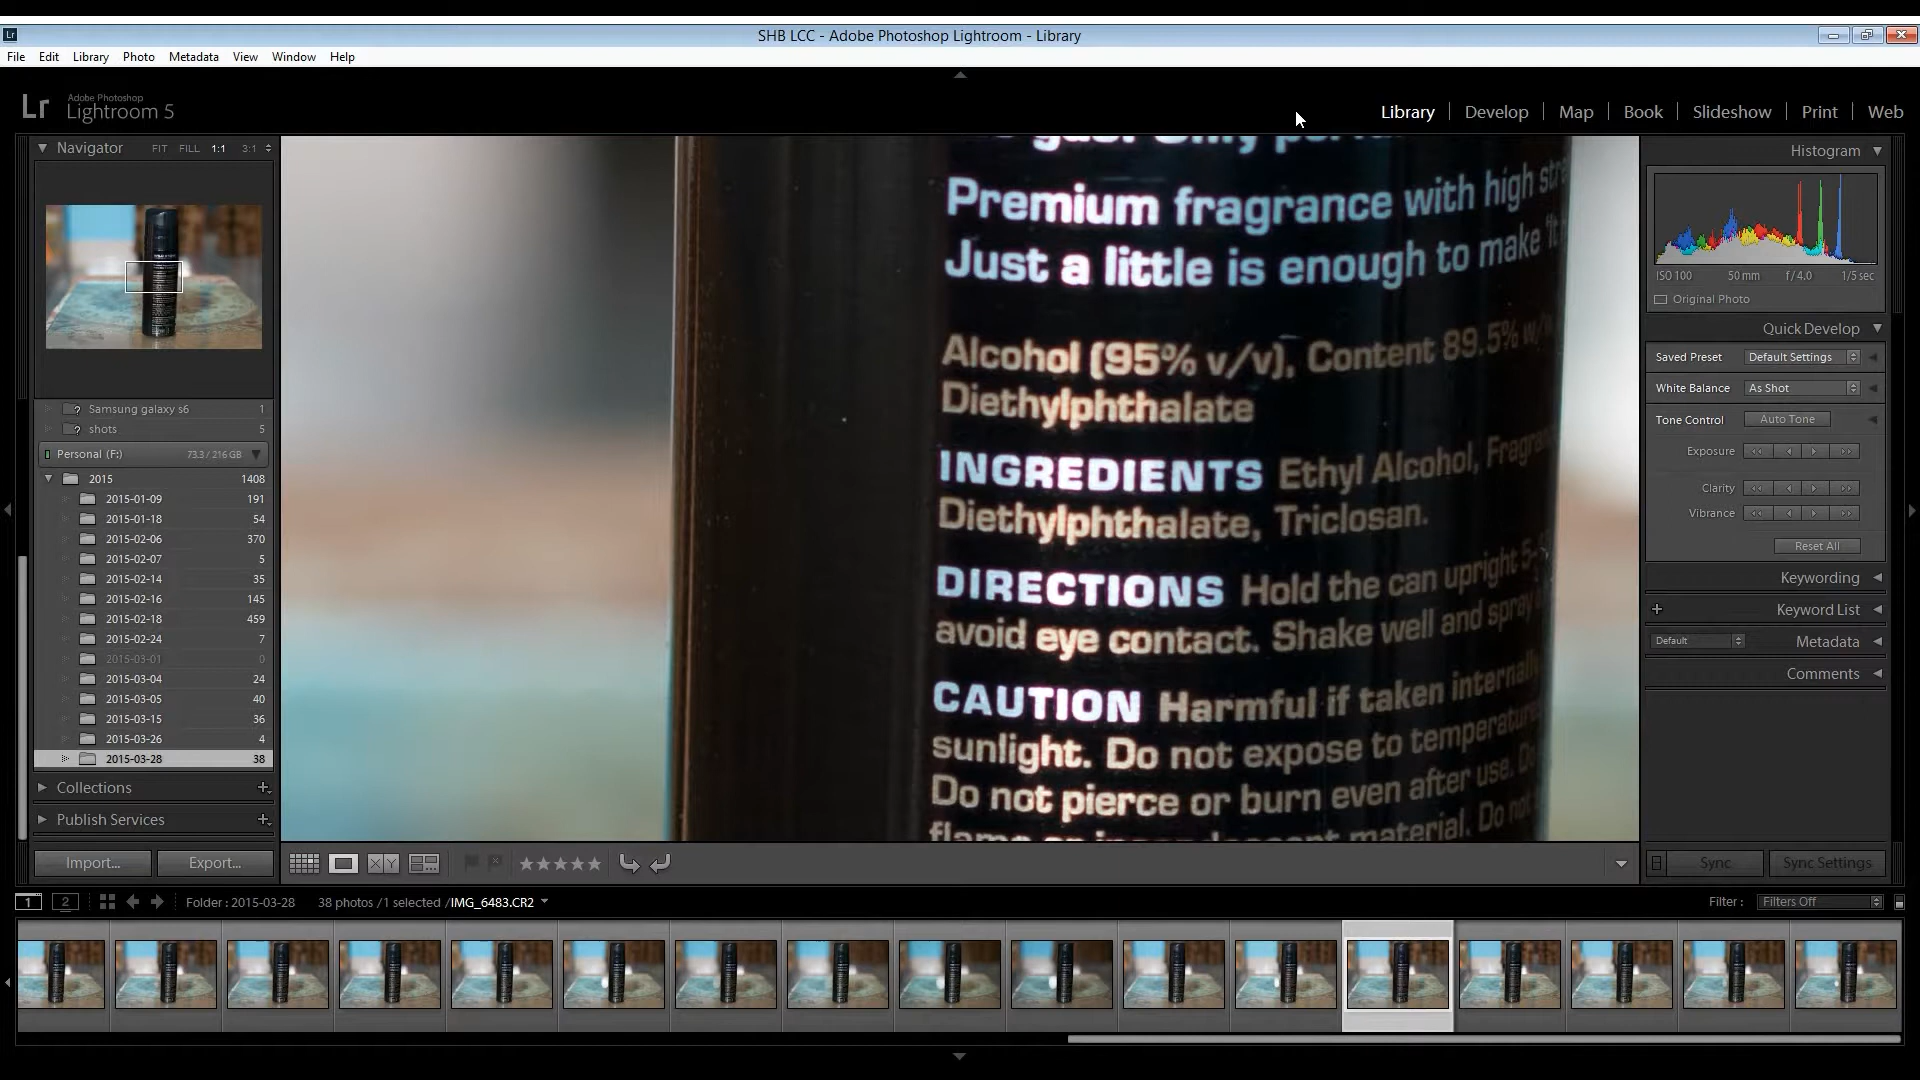 SHB LCC - Adobe Photoshop Lightroom - Library
File Edit Library Photo Metadata View Window Help
Lr Adobe Photoshop Lightroom 5
Library Develop Map Book Slideshow Print Web
Navigator FIT FILL 1:1 3:1
Samsung galaxy s6 1
shots 5
Personal (F:) 73.3 / 216 GB
2015 1408
2015-01-09 191
2015-01-18 54
2015-02-06 370
2015-02-07 5
2015-02-14 35
2015-02-16 145
2015-02-18 459
2015-02-24 7
2015-03-01 0
2015-03-04 24
2015-03-05 40
2015-03-15 36
2015-03-26 4
2015-03-28 38
Collections
Publish Services
Import... Export...
Premium fragrance with high
Just a little is enough to make
Alcohol (95% v/v), Content 89.5%
Diethylphthalate
INGREDIENTS Ethyl Alcohol,
Diethylphthalate, Triclosan.
DIRECTIONS Hold the can upright
avoid eye contact. Shake well and spray
CAUTION Harmful if taken internally
sunlight. Do not expose to temperature
Do not pierce or burn even after use. Do
material. Do not
XY
Histogram
ISO 100 50 mm f / 4.0 1/5 sec
Original Photo
Quick Develop
Saved Preset Default Settings
White Balance As Shot
Tone Control Auto Tone
Exposure
Clarity
Vibrance
Reset All
Keywording
Keyword List
Default Metadata
Comments
Sync Sync Settings
1 2 Folder : 2015-03-28 38 photos /1 selected /IMG_6483.CR2
Filter : Filters Off